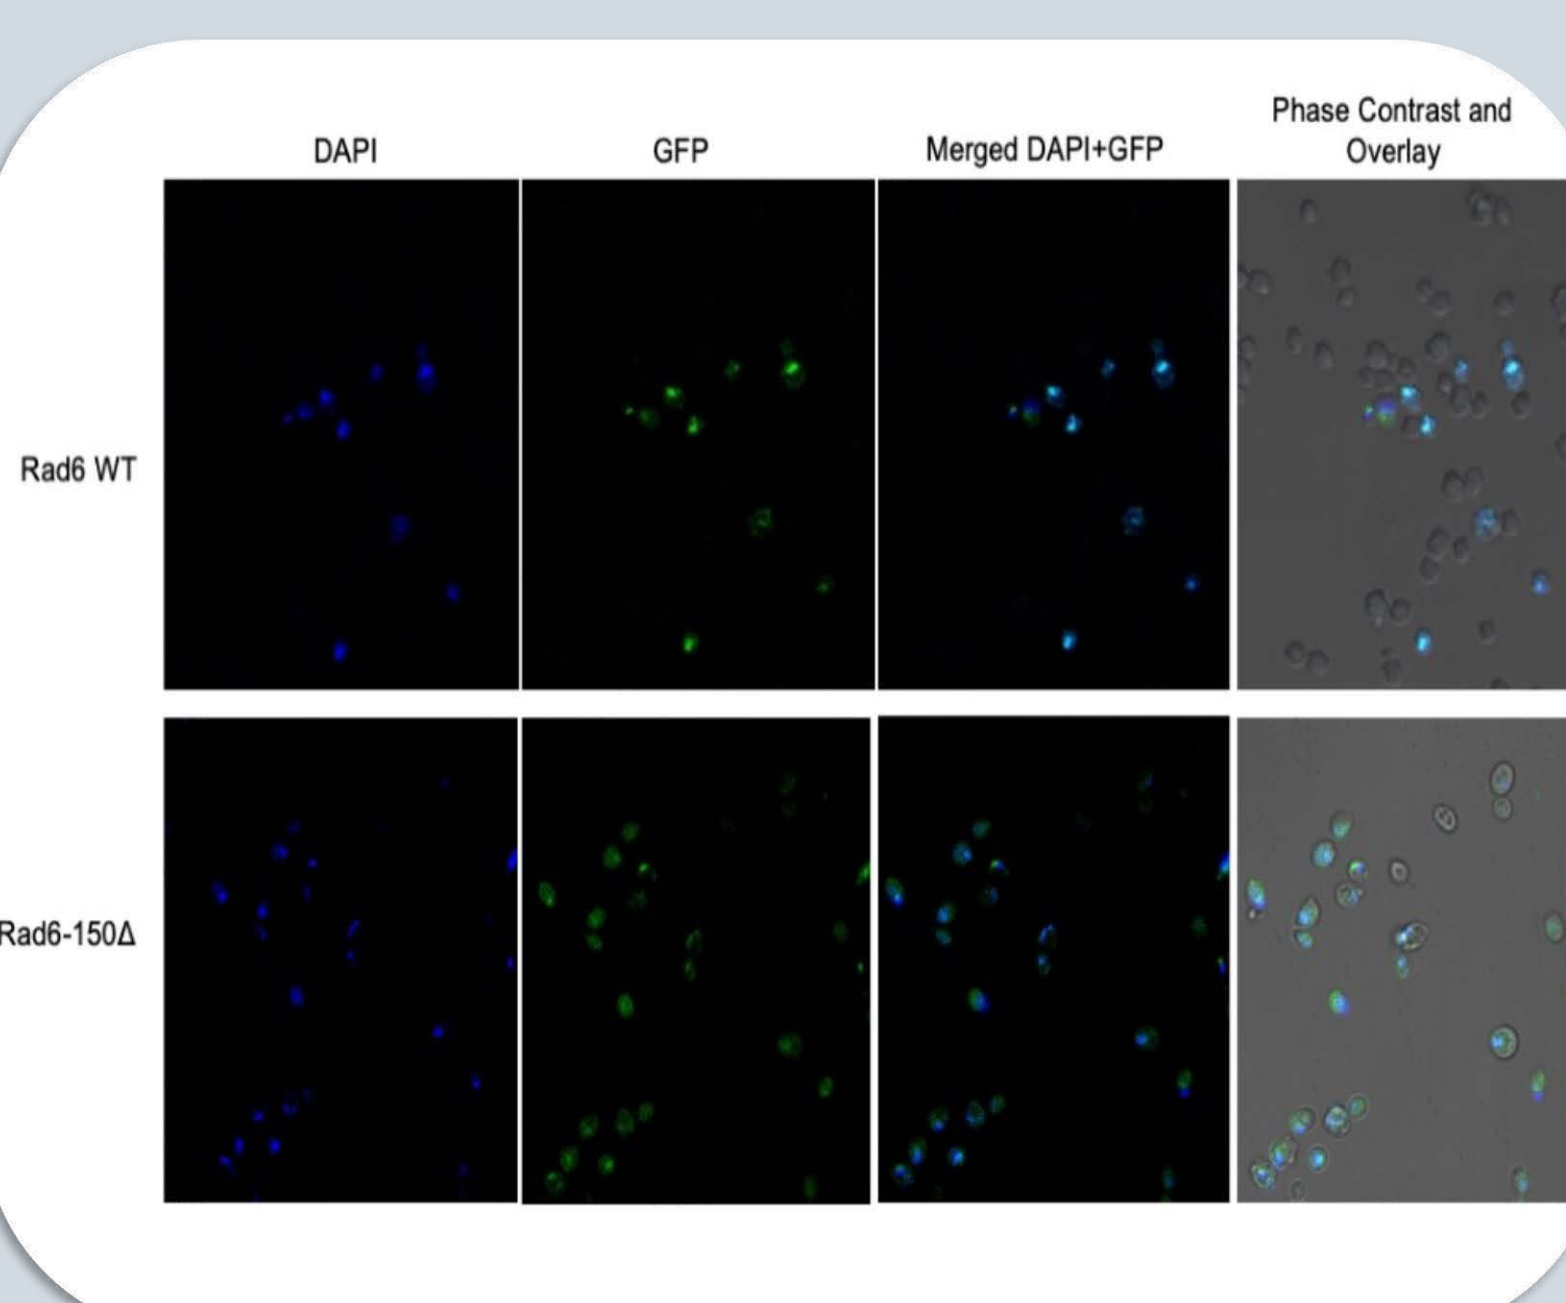 DAPI
GFP
Merged DAPI+GFP
Phase Contrast and
Overlay
Rad6 WT
Rad6-150Δ